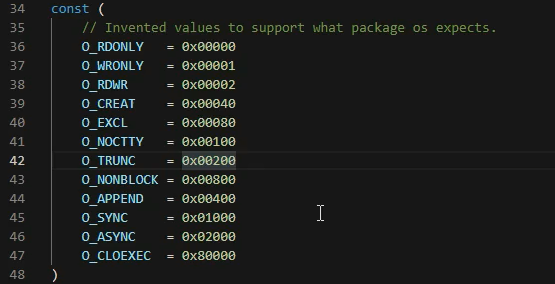 34 const (
35 // Invented values to support what package os expects.
36 O_RDONLY = 0x00000
37 O_WRONLY = 0x00001
38 O_RDWR = 0x00002
39 O_CREAT = 0x00040
40 O_EXCL = 0x00080
41 O_NOCTTY = 0x00100
42 O_TRUNC = 0x00200
43 O_NONBLOCK = 0x00800
44 O_APPEND = 0x00400
45 O_SYNC = 0x01000
46 O_ASYNC = 0x02000
47 O_CLOEXEC = 0x80000
48 )